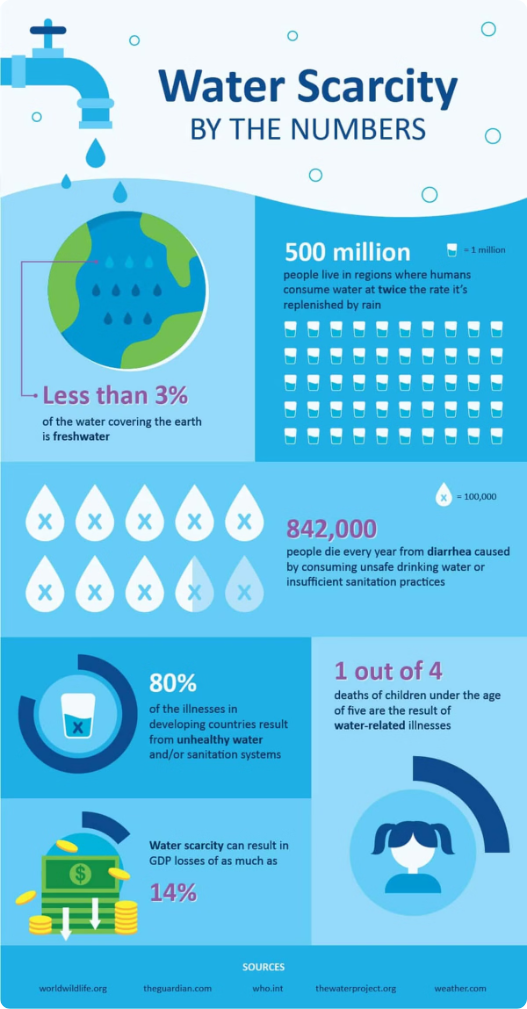 Water Scarcity
BY THE NUMBERS
500 million
= 1 million
people live in regions where humans
consume water at twice the rate it's
replenished by rain
Less than 3%
of the water covering the earth
is freshwater
X X X X X
X X X X X
= 100,000
X
842,000
people die every year from diarrhea caused
by consuming unsafe drinking water or
insufficient sanitation practices
X
80%
of the illnesses in
developing countries result
from unhealthy water
and/or sanitation systems
1 out of 4
deaths of children under the age
of five are the result of
water-related illnesses
$
Water scarcity can result in
GDP losses of as much as
14%
SOURCES
worldwildlife.org theguardian.com who.int thewaterproject.org weather.com